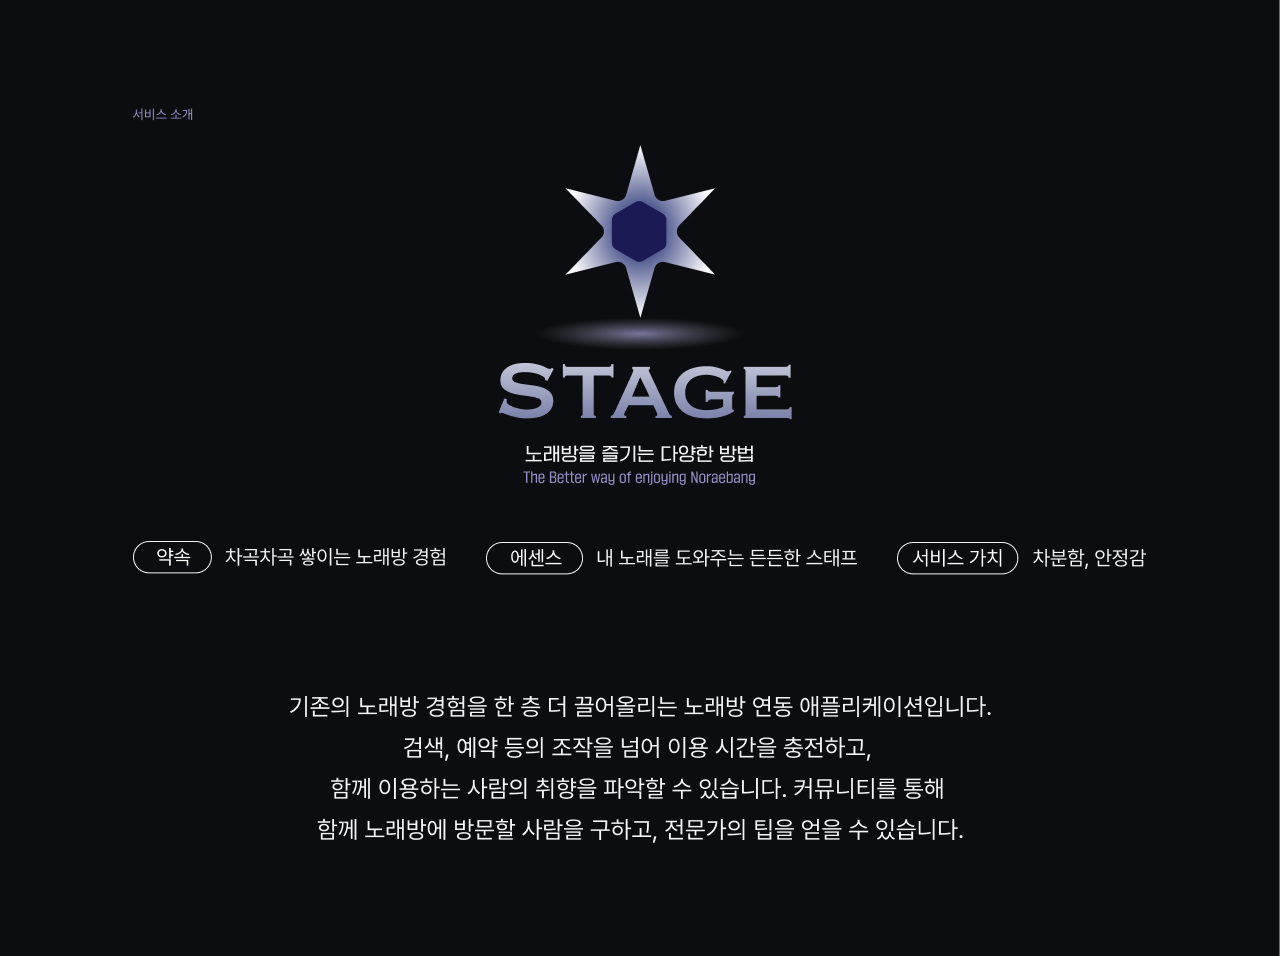 서비스 소개
STAGE
노래방을 즐기는 다양한 방법
The Better way of enjoying Noraebang
약속 차곡차곡 쌓이는 노래방 경험 에센스 내 노래를 도와주는 든든한 스태프 서비스 가치 차분함, 안정감
기존의 노래방 경험을 한 층 더 끌어올리는 노래방 연동 애플리케이션입니다.
검색, 예약 등의 조작을 넘어 이용 시간을 충전하고,
함께 이용하는 사람의 취향을 파악할 수 있습니다. 커뮤니티를 통해
함께 노래방에 방문할 사람을 구하고, 전문가의 팁을 얻을 수 있습니다.